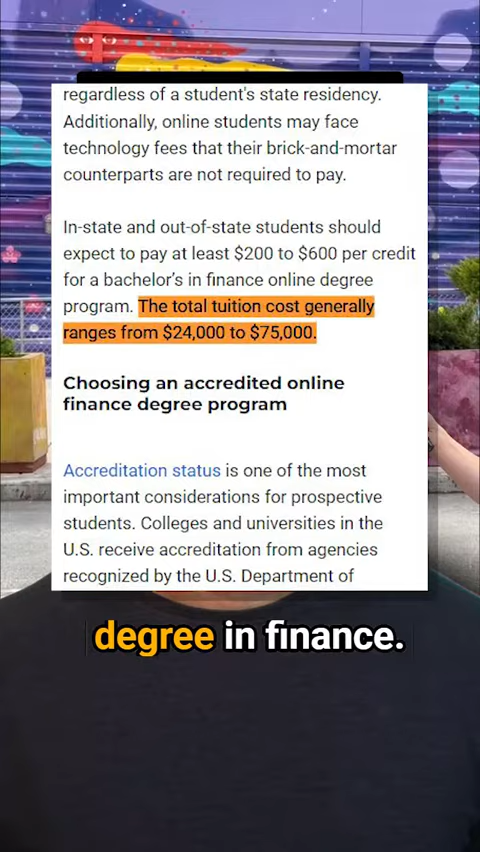 regardless of a student's state residency.
Additionally, online students may face
technology fees that their brick-and-mortar
counterparts are not required to pay.
In-state and out-of-state students should
expect to pay at least $200 to $600 per credit
for a bachelor’s in finance online degree
program. The total tuition cost generally
ranges from $24,000 to $75,000.
Choosing an accredited online
finance degree program
Accreditation status is one of the most
important considerations for prospective
students. Colleges and universities in the
U.S. receive accreditation from agencies
recognized by the U.S. Department of
degree in finance.